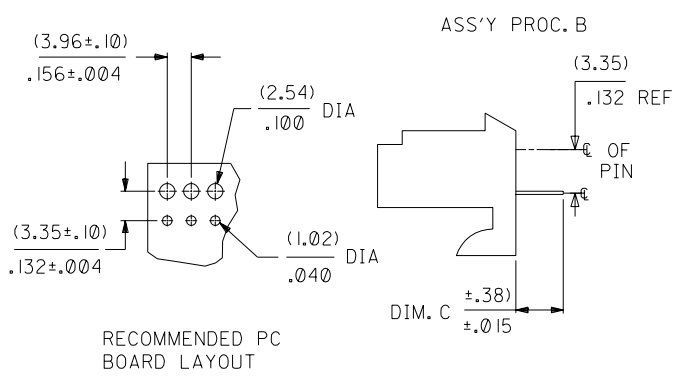 ASS'Y PROC. B
(3.96±.10)
.156±.004
(2.54)
.100 DIA
(3.35)
.132 REF
℄ OF
PIN
℄
(3.35±.10)
.132±.004
(1.02)
.040 DIA
DIM. C ±.38)
±.015
RECOMMENDED PC
BOARD LAYOUT